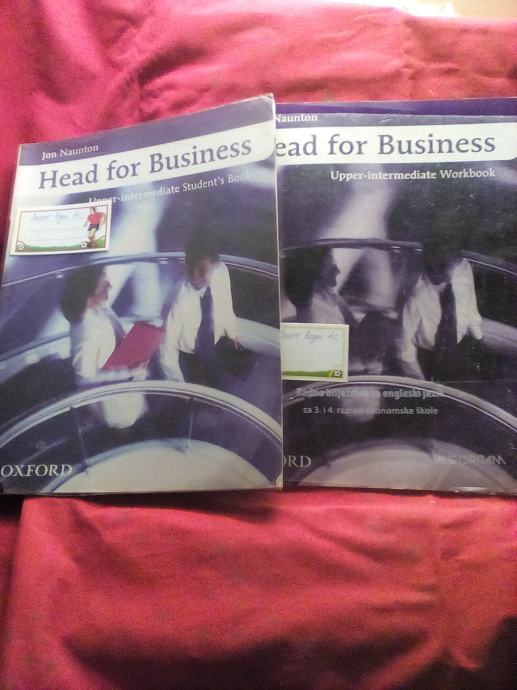 Jon Naunton
Head for Business
Upper-intermediate Student's Book
OXFORD
Naunton
ead for Business
Upper-intermediate Workbook
Radna bilježnica za engleski jezik
za 3. i 4. razred ekonomske škole
RD
ALGORITAM